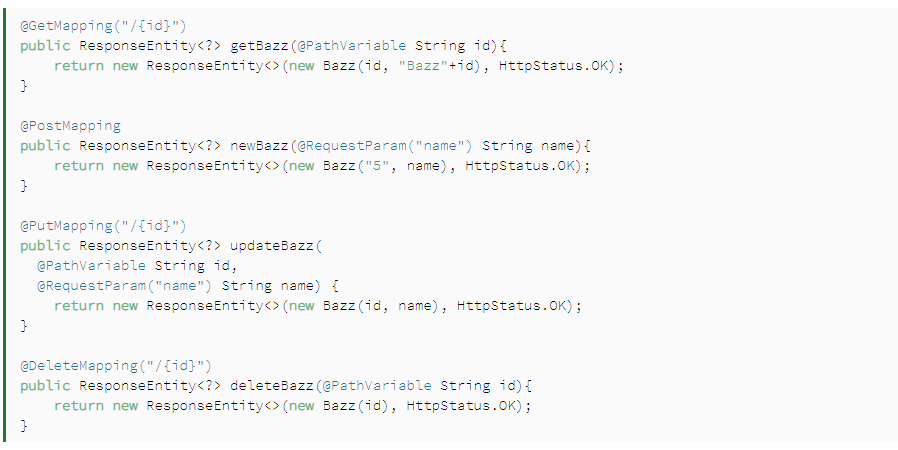 @GetMapping("/{id}")
public ResponseEntity<?> getBazz(@PathVariable String id){
    return new ResponseEntity<>(new Bazz(id, "Bazz"+id), HttpStatus.OK);
}

@PostMapping
public ResponseEntity<?> newBazz(@RequestParam("name") String name){
    return new ResponseEntity<>(new Bazz("5", name), HttpStatus.OK);
}

@PutMapping("/{id}")
public ResponseEntity<?> updateBazz(
  @PathVariable String id,
  @RequestParam("name") String name) {
    return new ResponseEntity<>(new Bazz(id, name), HttpStatus.OK);
}

@DeleteMapping("/{id}")
public ResponseEntity<?> deleteBazz(@PathVariable String id){
    return new ResponseEntity<>(new Bazz(id), HttpStatus.OK);
}